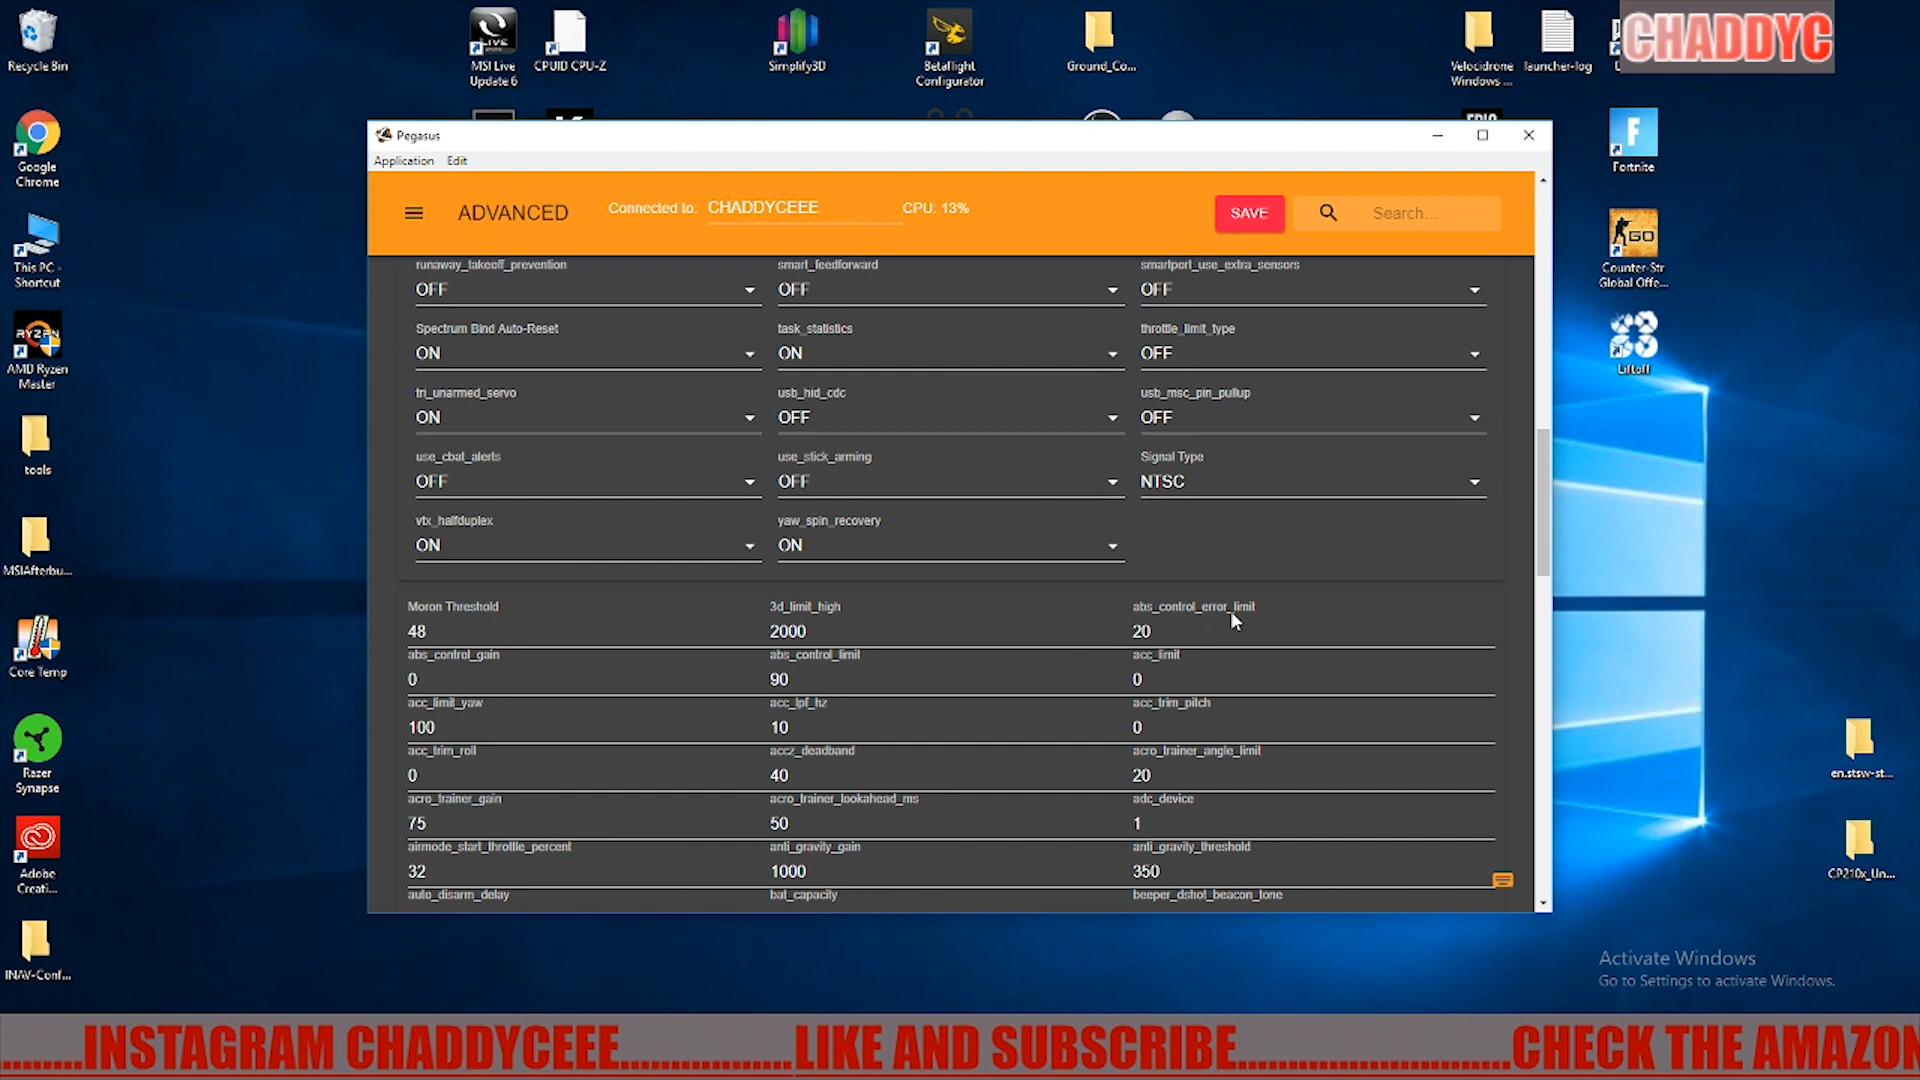 Recycle Bin
MSI Live
Update 6
CPUID CPU-Z
Simplify3D
Betaflight
Configurator
Ground_Co...
Velocidrone
Windows ...
launcher-log
CHADDYC
Google
Chrome
This PC -
Shortcut
RYZEN
AMD Ryzen
Master
tools
MSIAfterbu...
Core Temp
Razer
Synapse
Adobe
Creati...
INAV-Conf...
Fortnite
GO
Counter-Str
Global Offe...
Liftoff
en.stsw-st...
CP210x_Un...
Pegasus
Application Edit
ADVANCED
Connected to: CHADDYCEEE
CPU: 13%
SAVE
Search...
runaway_takeoff_prevention smart_feedforward smartport_use_extra_sensors
OFF OFF OFF
Spectrum Bind Auto-Reset task_statistics throttle_limit_type
ON ON OFF
tri_unarmed_servo usb_hid_cdc usb_msc_pin_pullup
ON OFF OFF
use_cbat_alerts use_stick_arming Signal Type
OFF OFF NTSC
vtx_halfduplex yaw_spin_recovery
ON ON
Moron Threshold 3d_limit_high abs_control_error_limit
48 2000 20
abs_control_gain abs_control_limit acc_limit
0 90 0
acc_limit_yaw acc_lpf_hz acc_trim_pitch
100 10 0
acc_trim_roll accz_deadband acro_trainer_angle_limit
0 40 20
acro_trainer_gain acro_trainer_lookahead_ms adc_device
75 50 1
airmode_start_throttle_percent anti_gravity_gain anti_gravity_threshold
32 1000 350
auto_disarm_delay bat_capacity beeper_dshot_beacon_tone
Activate Windows
Go to Settings to activate Windows.
........INSTAGRAM CHADDYCEEE.................LIKE AND SUBSCRIBE...........................CHECK THE AMAZON